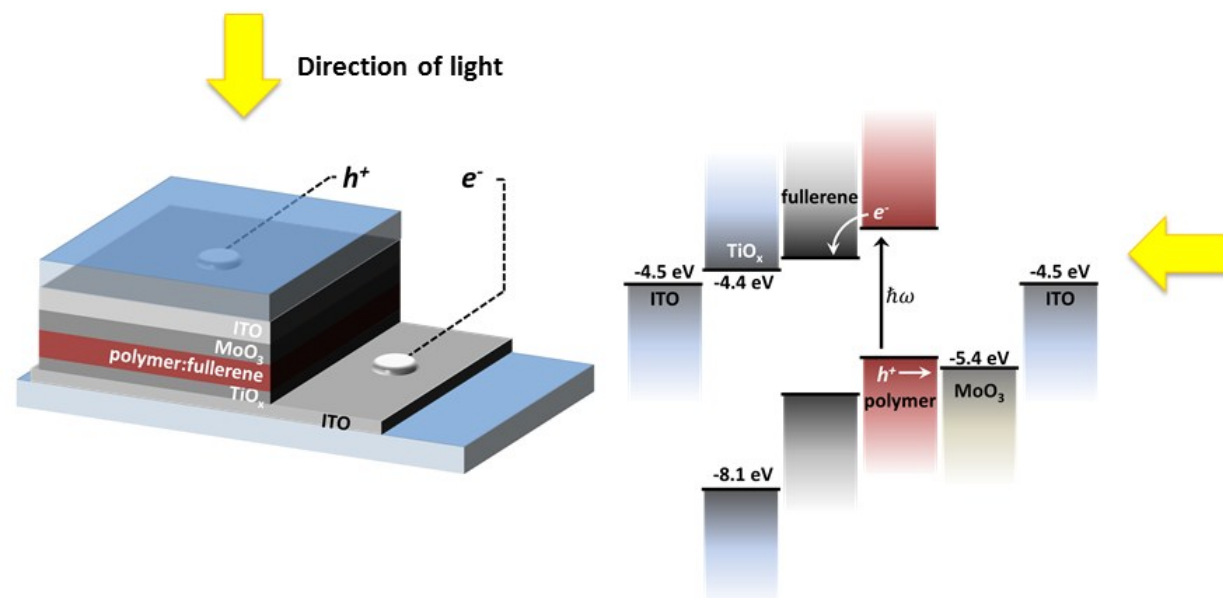 Direction of light
h⁺
e⁻
ITO
MoO₃
polymer:fullerene
TiOₓ
ITO
fullerene
e⁻
TiOₓ
-4.5 eV
ITO
-4.4 eV
ħω
-4.5 eV
ITO
h⁺
polymer
-5.4 eV
MoO₃
-8.1 eV